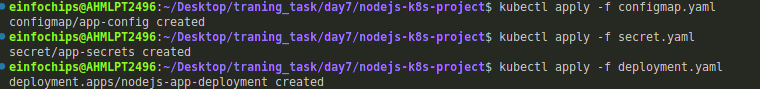 einfochips@AHMLPT2496:~/Desktop/traning_task/day7/nodejs-k8s-project$ kubectl apply -f configmap.yaml
configmap/app-config created
einfochips@AHMLPT2496:~/Desktop/traning_task/day7/nodejs-k8s-project$ kubectl apply -f secret.yaml
secret/app-secrets created
einfochips@AHMLPT2496:~/Desktop/traning_task/day7/nodejs-k8s-project$ kubectl apply -f deployment.yaml
deployment.apps/nodejs-app-deployment created